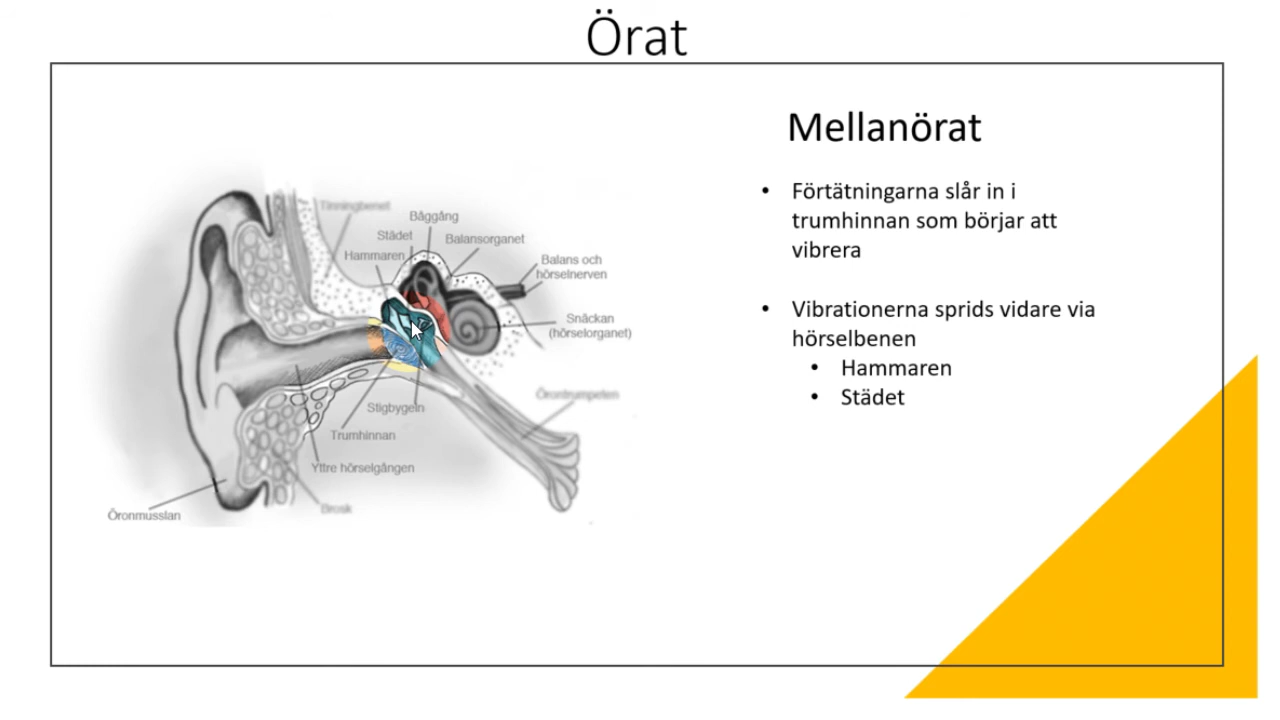 Örat
Mellanörat
• Förtätningarna slår in i
trumhinnan som börjar att
vibrera
• Vibrationerna sprids vidare via
hörselbenen
• Hammaren
• Städet
Tinningbenet
Båggång
Städet
Balansorganet
Hammaren
Balans och
hörselnerven
Snäckan
(hörselorganet)
Örontrumpeten
Stigbygeln
Trumhinnan
Yttre hörselgången
Brosk
Öronmusslan